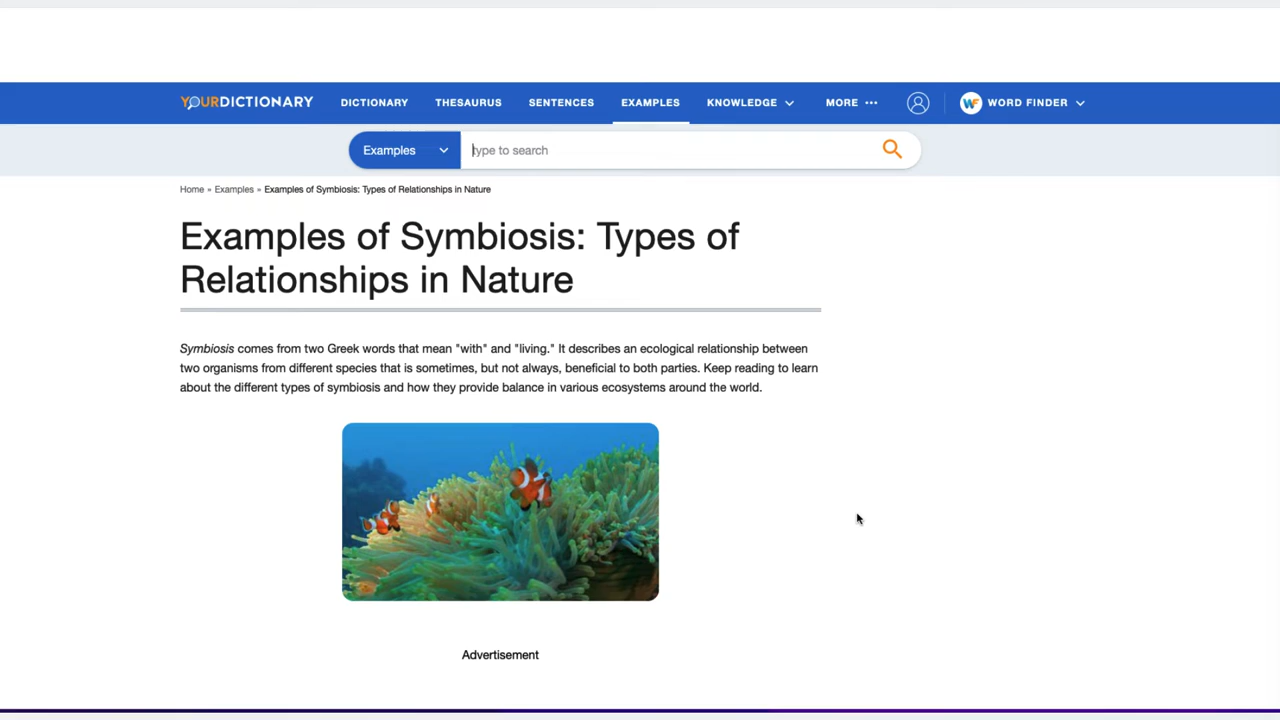 YOURDICTIONARY DICTIONARY THESAURUS SENTENCES EXAMPLES KNOWLEDGE MORE ••• WF WORD FINDER
Examples type to search
Home » Examples » Examples of Symbiosis: Types of Relationships in Nature
Examples of Symbiosis: Types of
Relationships in Nature
Symbiosis comes from two Greek words that mean "with" and "living." It describes an ecological relationship between
two organisms from different species that is sometimes, but not always, beneficial to both parties. Keep reading to learn
about the different types of symbiosis and how they provide balance in various ecosystems around the world.
Advertisement